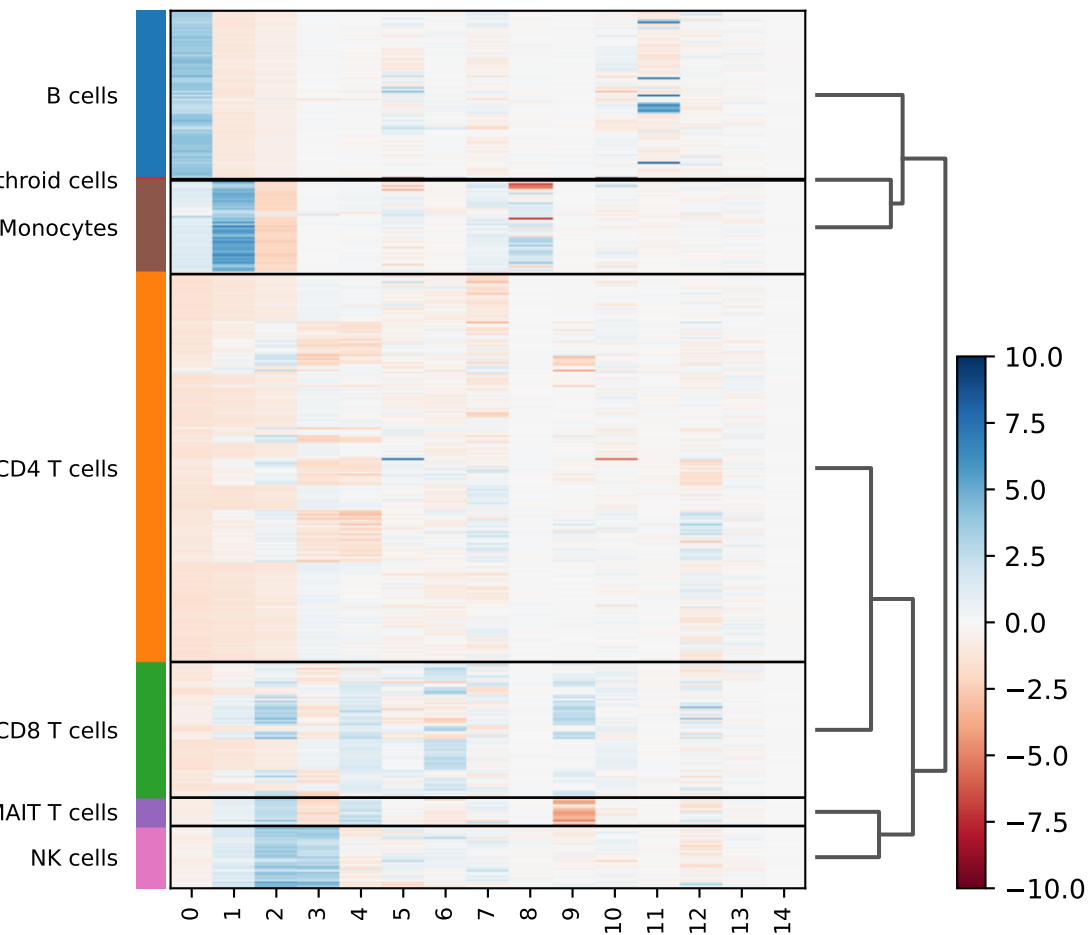 B cells
throid cells
Monocytes
CD4 T cells
CD8 T cells
MAIT T cells
NK cells
0 1 2 3 4 5 6 7 8 9 10 11 12 13 14
10.0
7.5
5.0
2.5
0.0
−2.5
−5.0
−7.5
−10.0